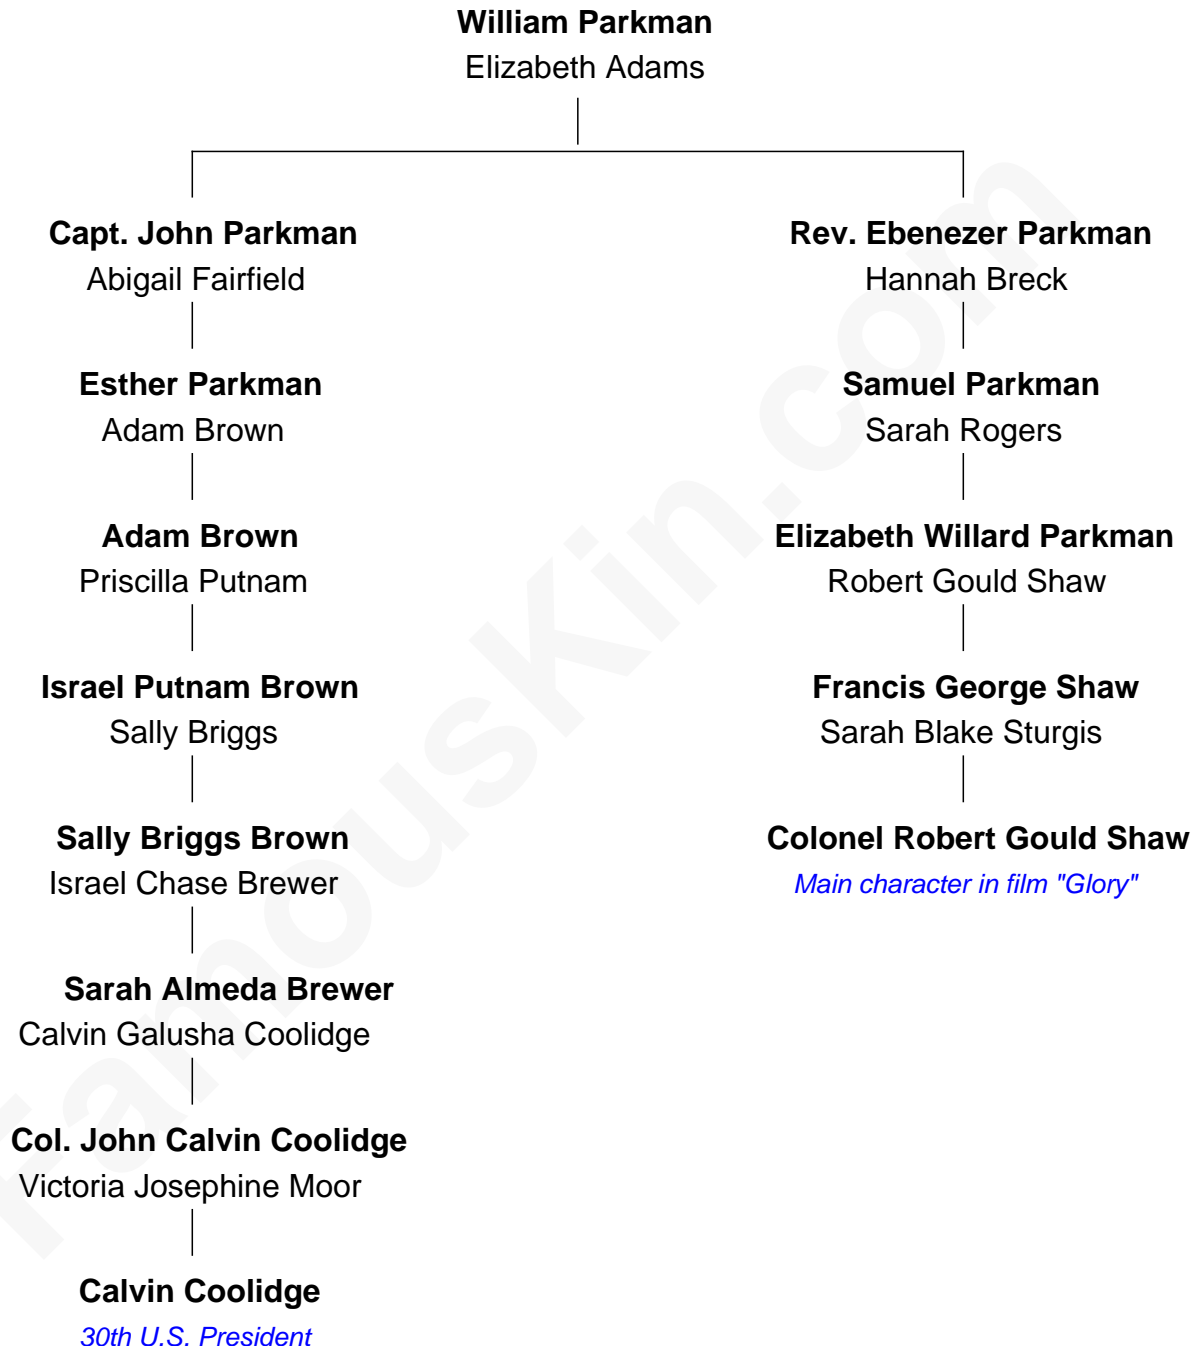 William Parkman
Elizabeth Adams
Capt. John Parkman
Abigail Fairfield
Esther Parkman
Adam Brown
Adam Brown
Priscilla Putnam
Israel Putnam Brown
Sally Briggs
Sally Briggs Brown
Israel Chase Brewer
Sarah Almeda Brewer
Calvin Galusha Coolidge
Col. John Calvin Coolidge
Victoria Josephine Moor
Calvin Coolidge
30th U.S. President
Rev. Ebenezer Parkman
Hannah Breck
Samuel Parkman
Sarah Rogers
Elizabeth Willard Parkman
Robert Gould Shaw
Francis George Shaw
Sarah Blake Sturgis
Colonel Robert Gould Shaw
Main character in film "Glory"
FamousKin.com